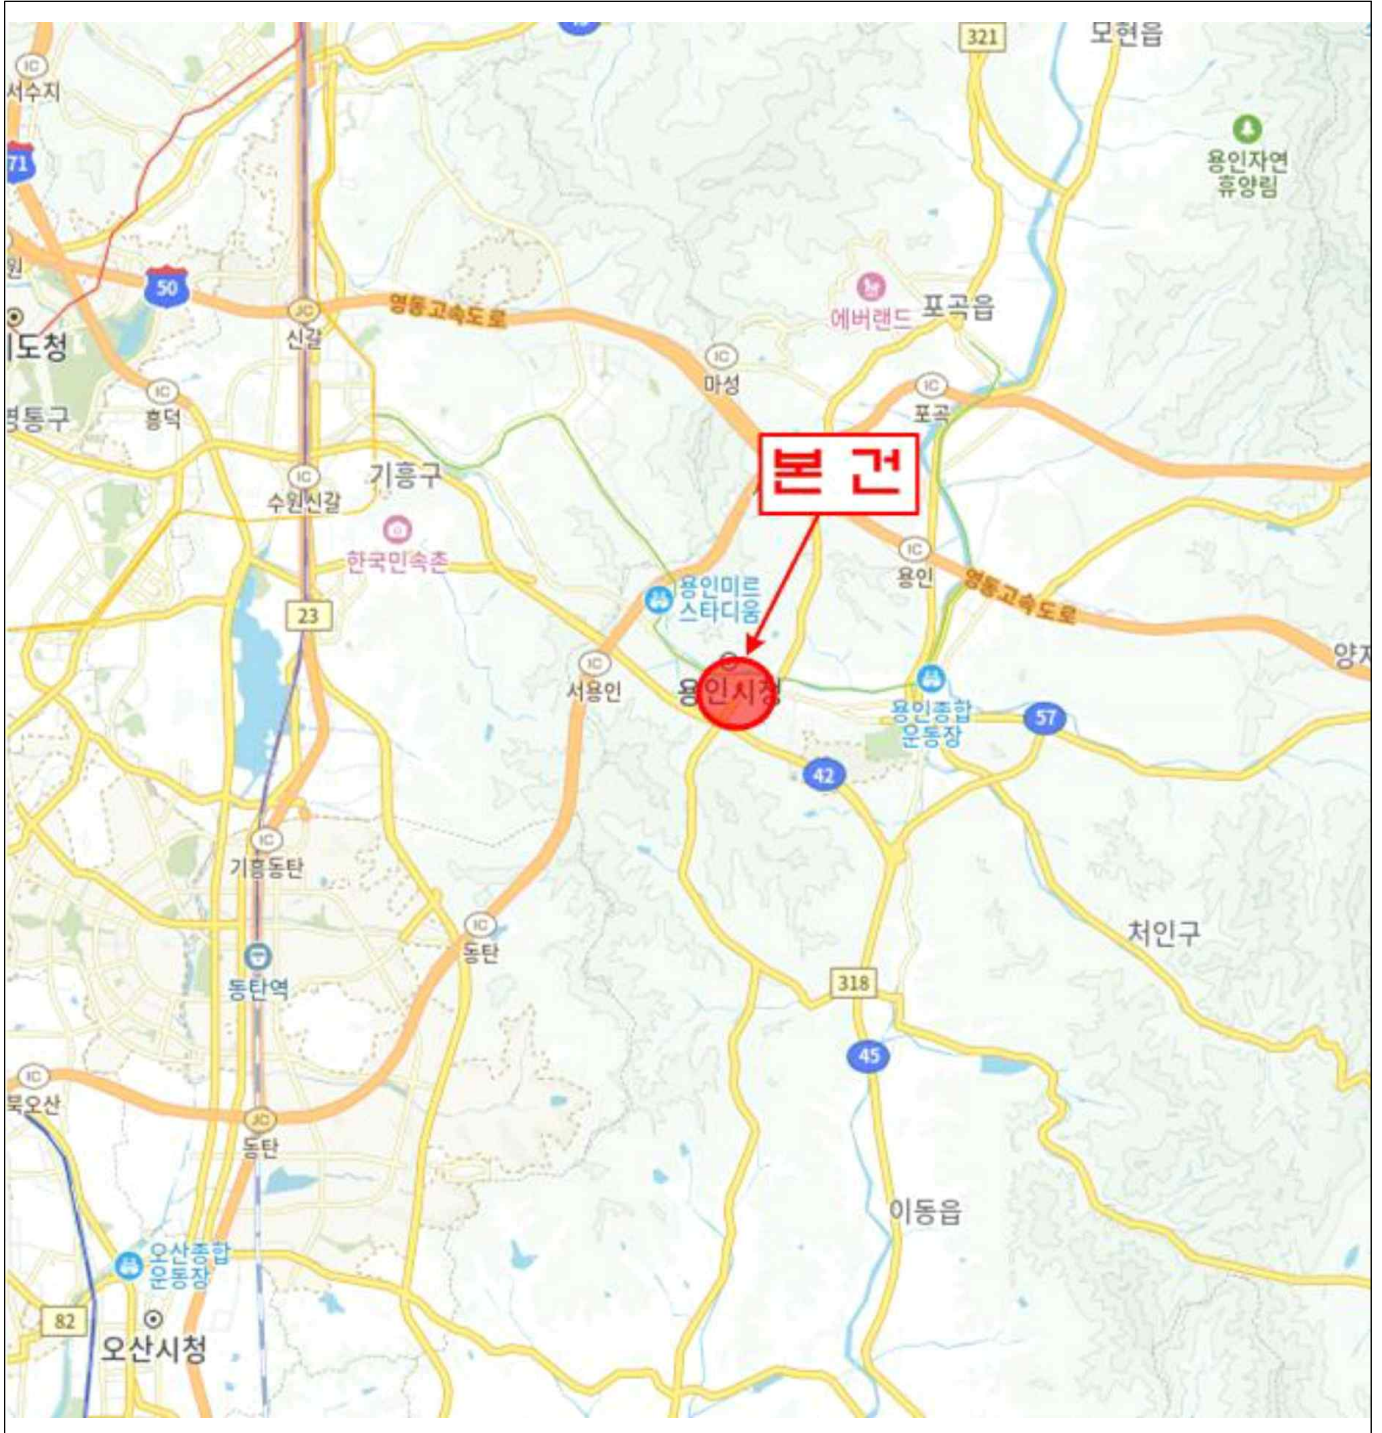 321
모현읍
IC
서수지
71
용인자연
휴양림
50
JC
신갈
영동고속도로
에버랜드
포곡읍
도청
IC
마성
IC
포곡
IC
흥덕
영통구
본 건
기흥구
IC
수원신갈
한국민속촌
IC
용인
영동고속도로
용인미르
스타디움
23
IC
서용인
용인시청
용인종합
운동장
57
42
IC
기흥동탄
IC
동탄
처인구
동탄역
318
45
IC
북오산
JC
동탄
이동읍
오산종합
운동장
82
오산시청